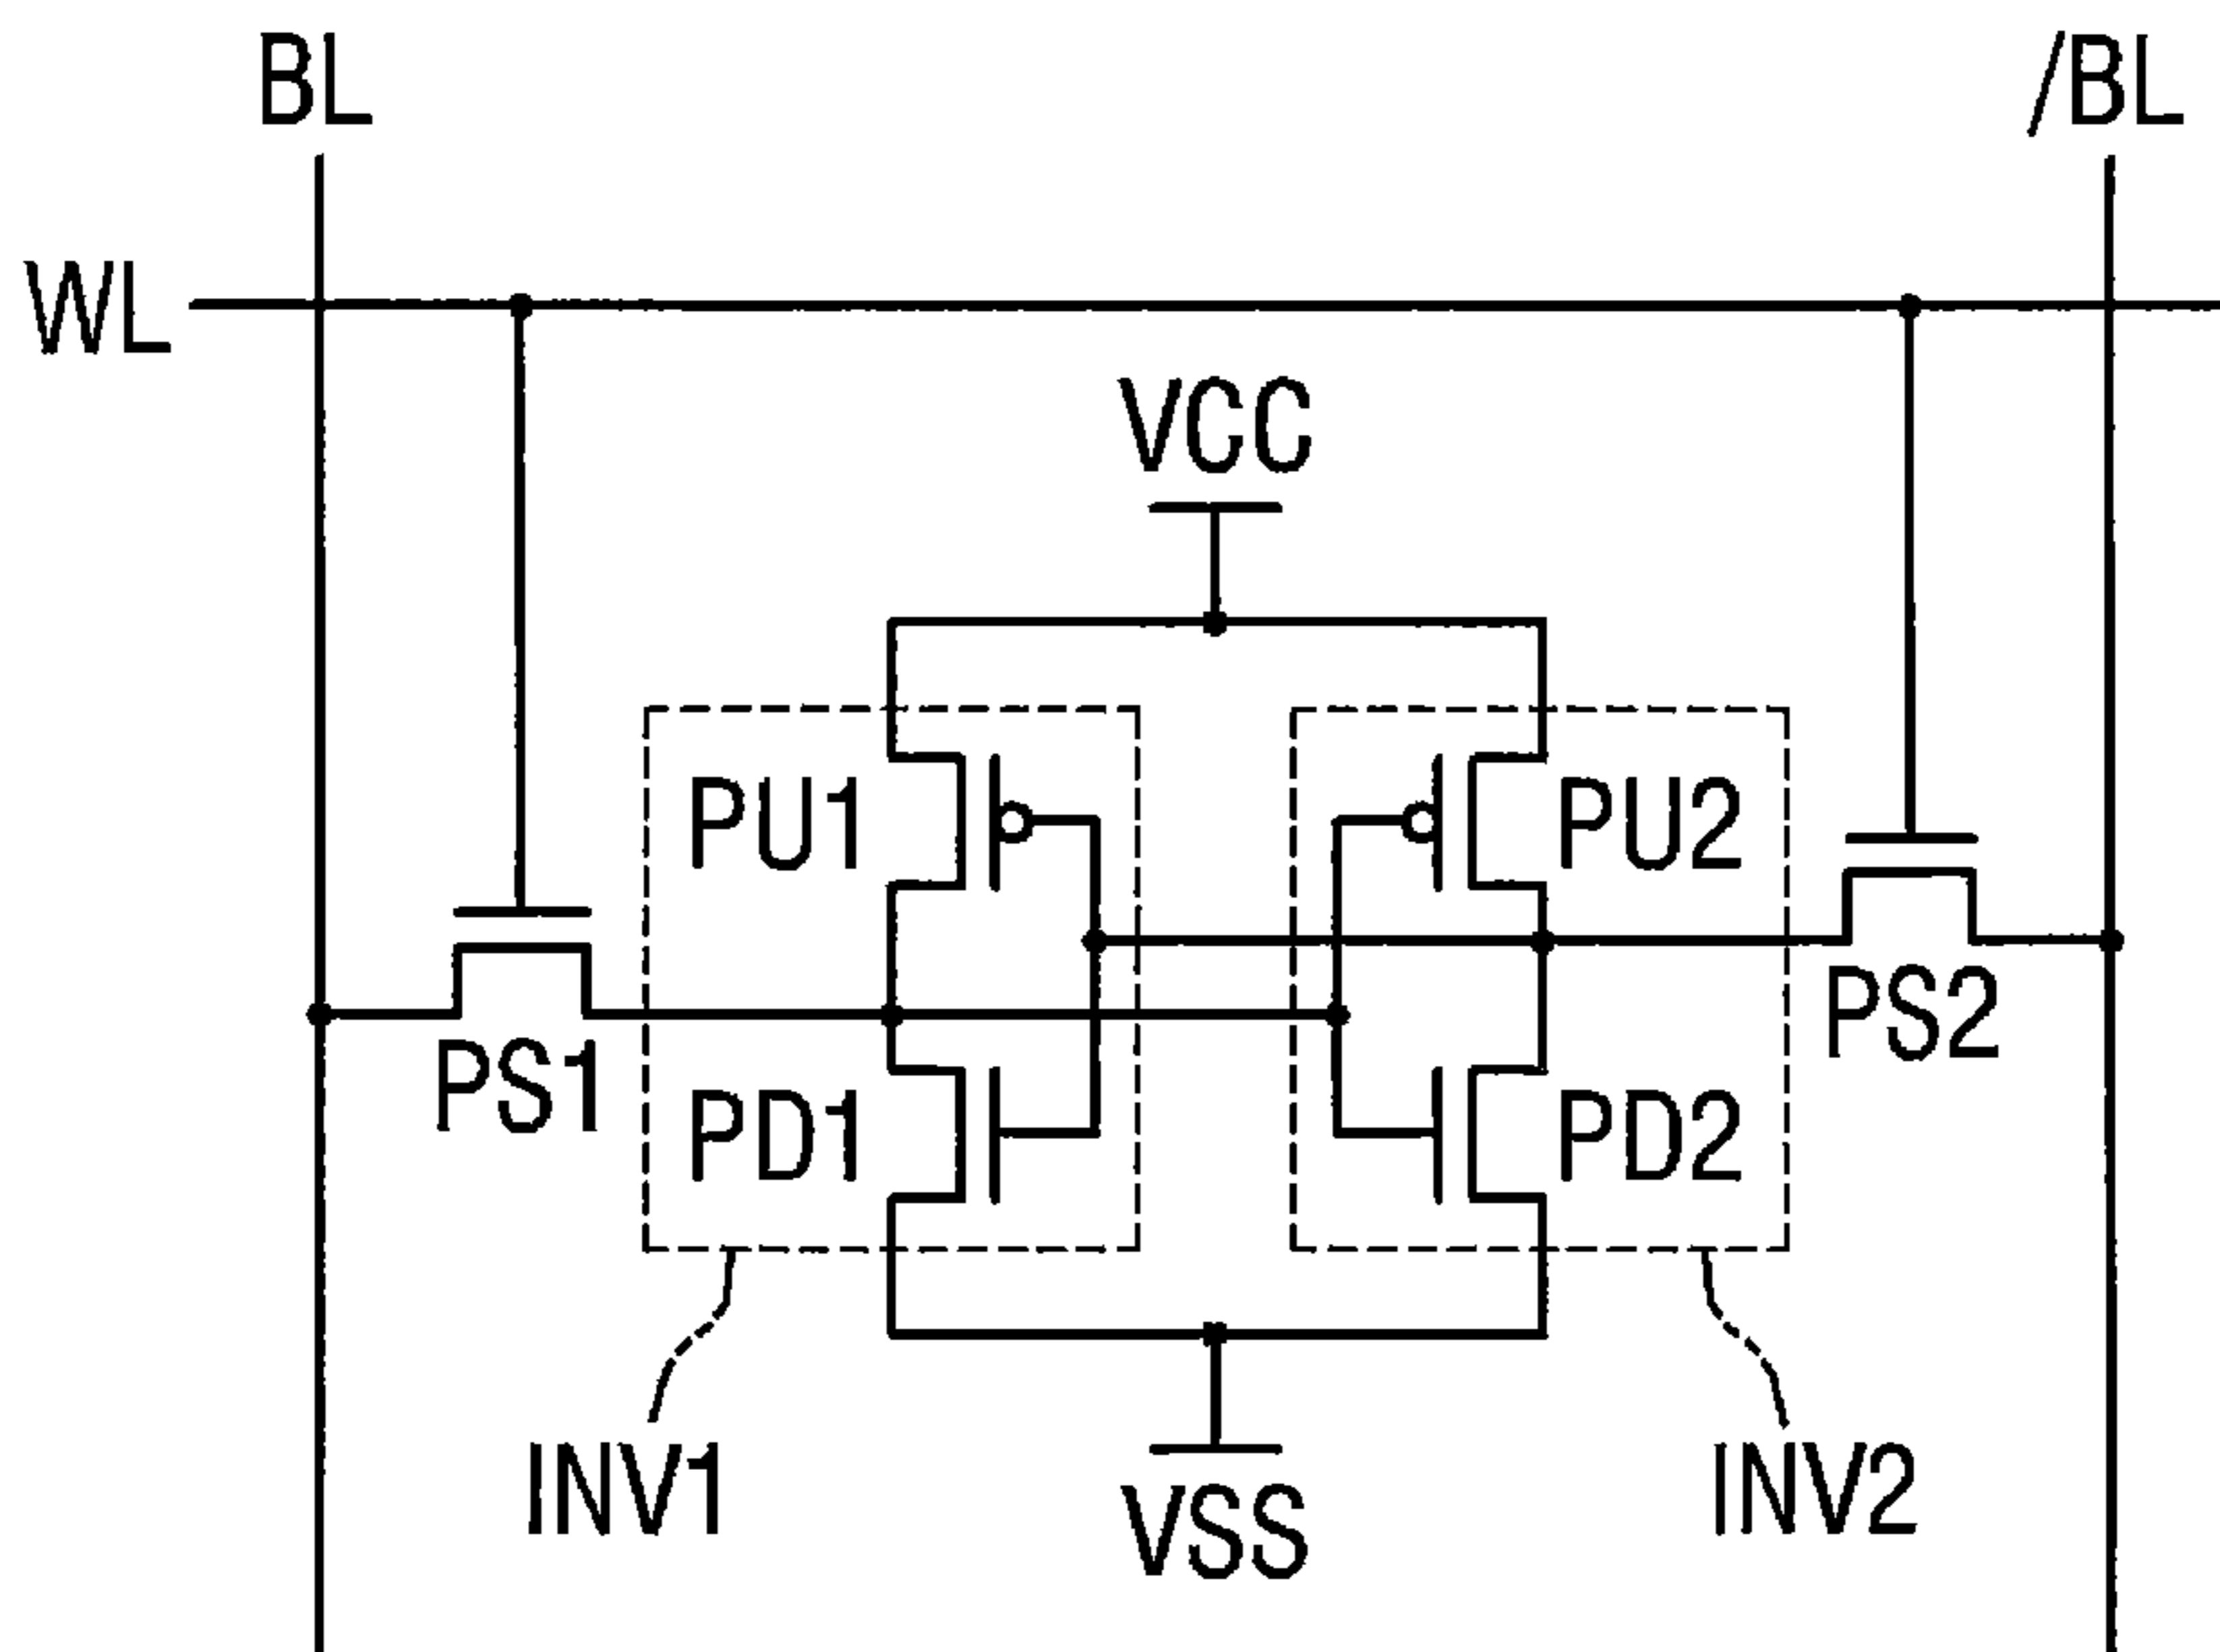 BL
/BL
WL
VCC
PU1
PU2
PS1
PS2
PD1
PD2
INV1
INV2
VSS